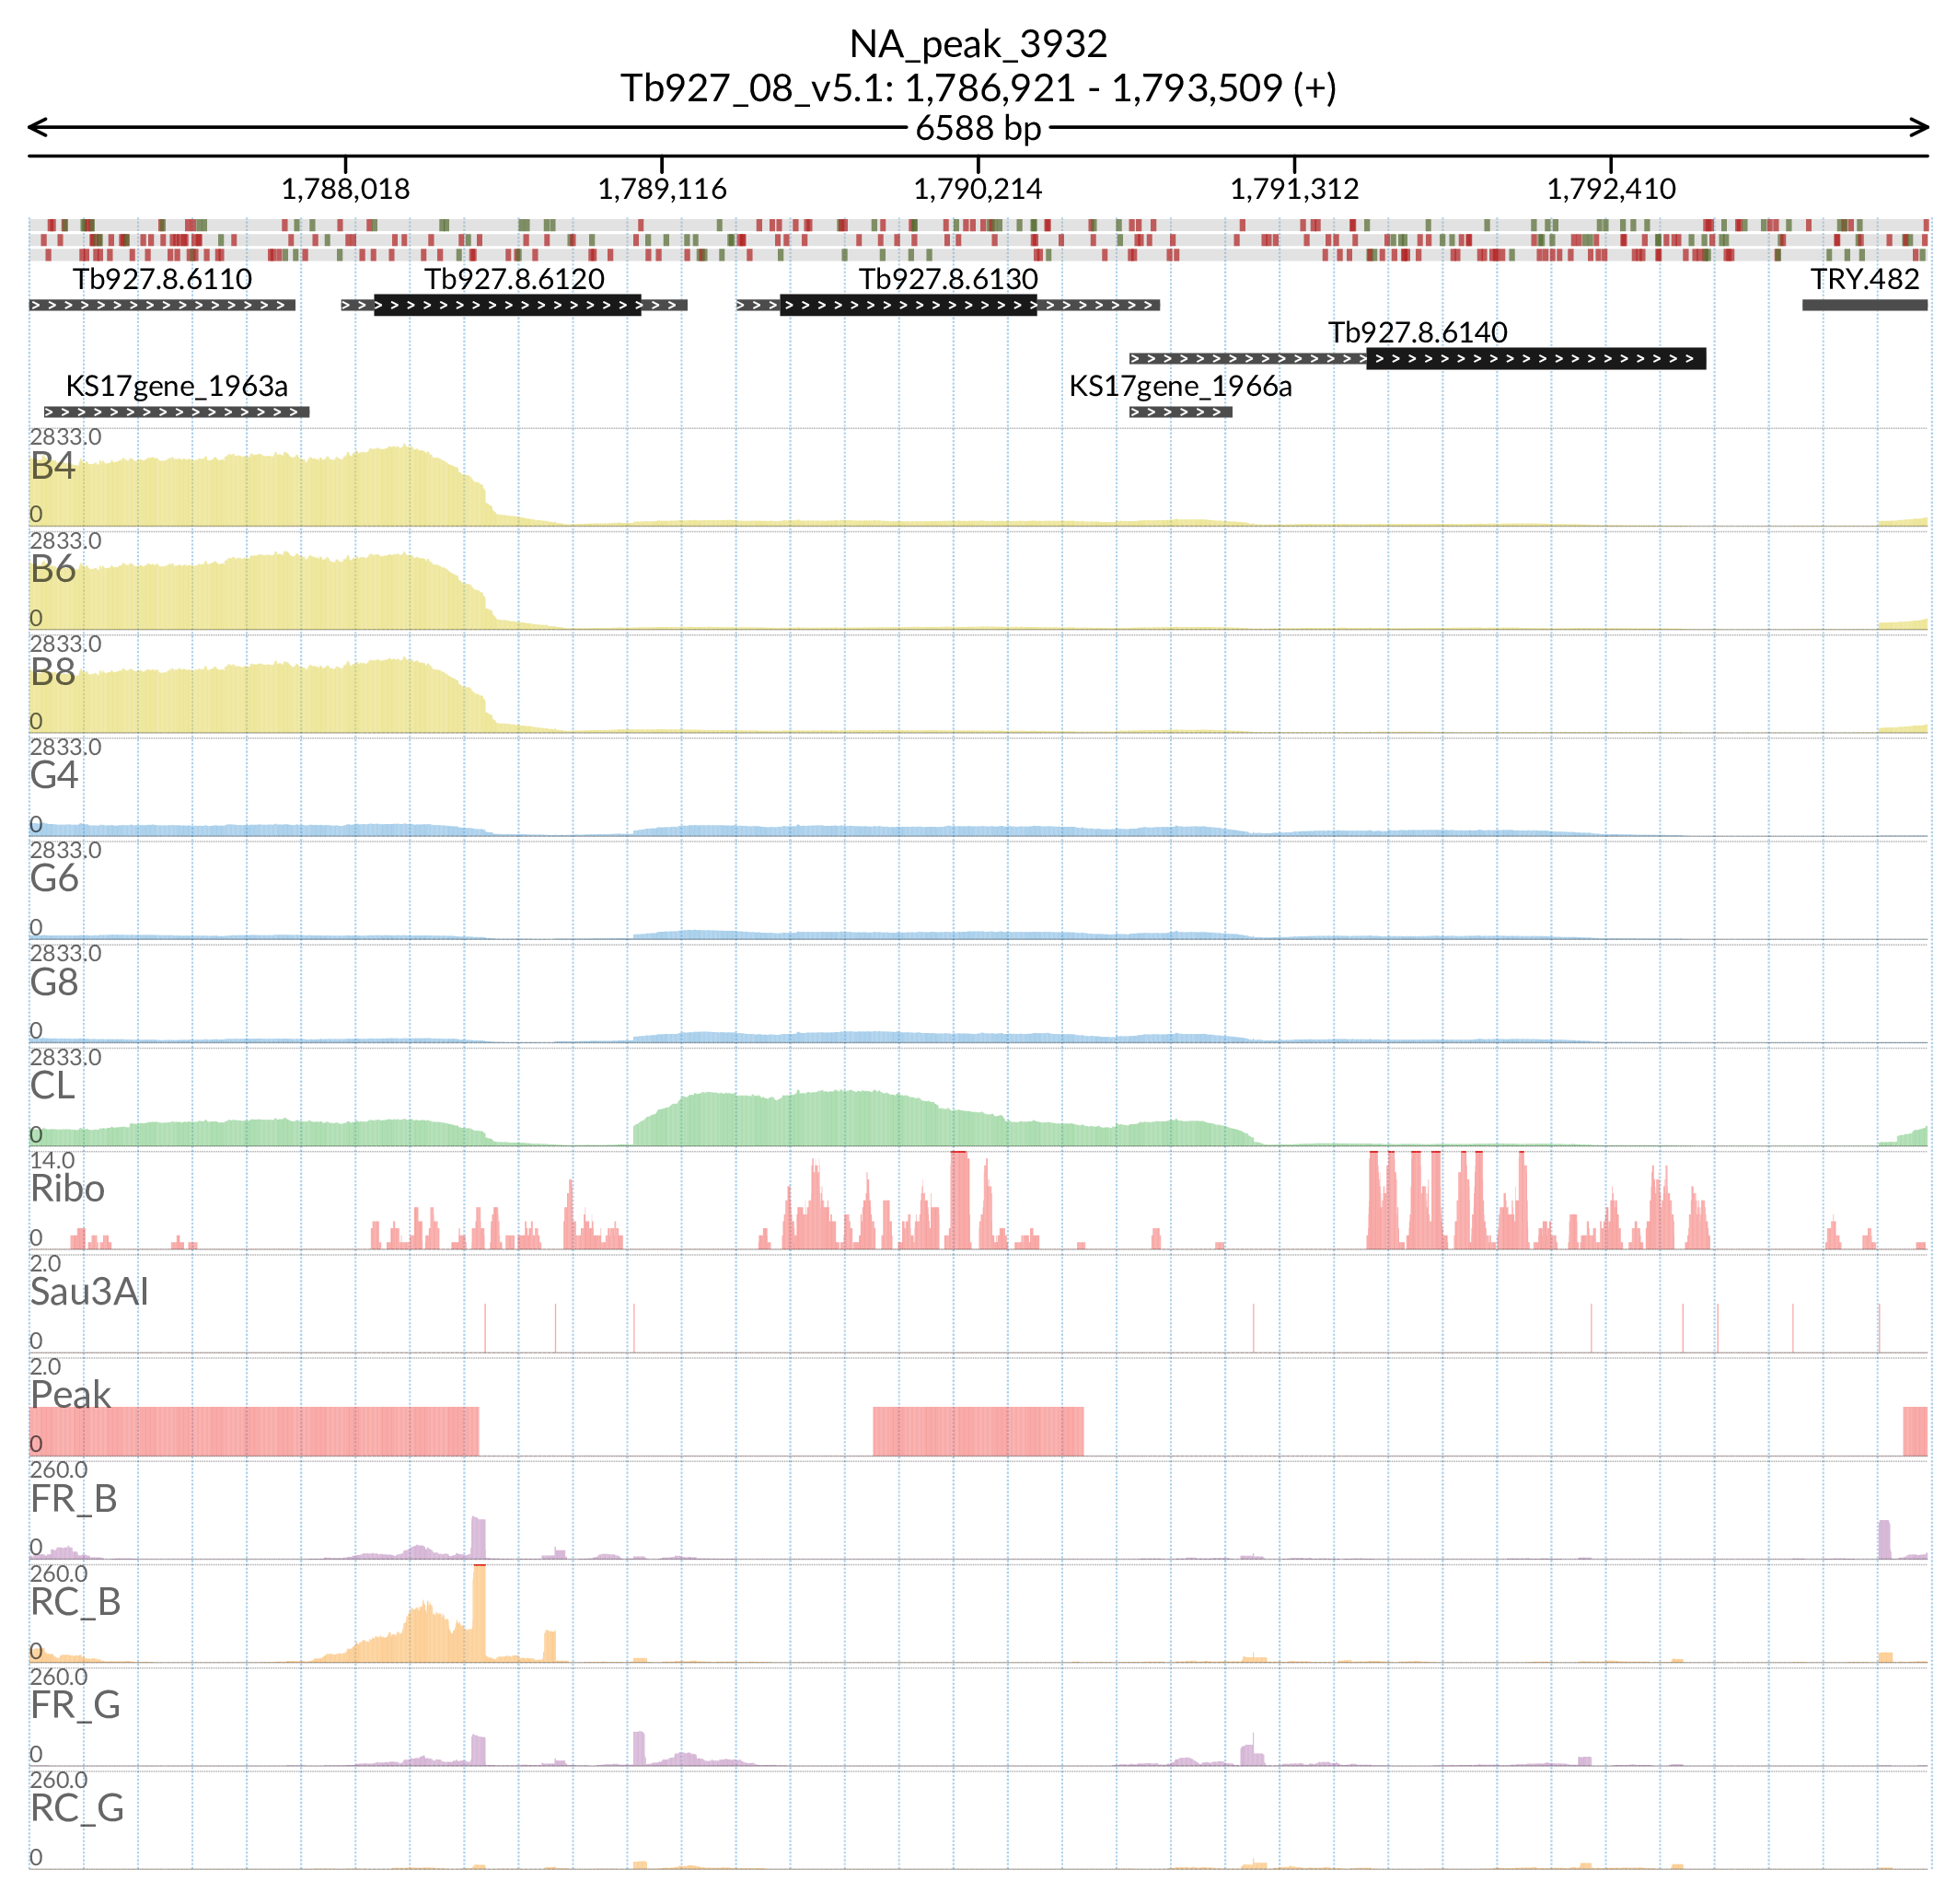 NA_peak_3932
Tb927_08_v5.1: 1,786,921 - 1,793,509 (+)
6588 bp
1,788,018 1,789,116 1,790,214 1,791,312 1,792,410
Tb927.8.6110 Tb927.8.6120 Tb927.8.6130 TRY.482
Tb927.8.6140
KS17gene_1963a KS17gene_1966a
2833.0
B4
0
2833.0
B6
0
2833.0
B8
0
2833.0
G4
0
2833.0
G6
0
2833.0
G8
0
2833.0
CL
0
14.0
Ribo
0
2.0
Sau3AI
0
2.0
Peak
0
260.0
FR_B
0
260.0
RC_B
0
260.0
FR_G
0
260.0
RC_G
0